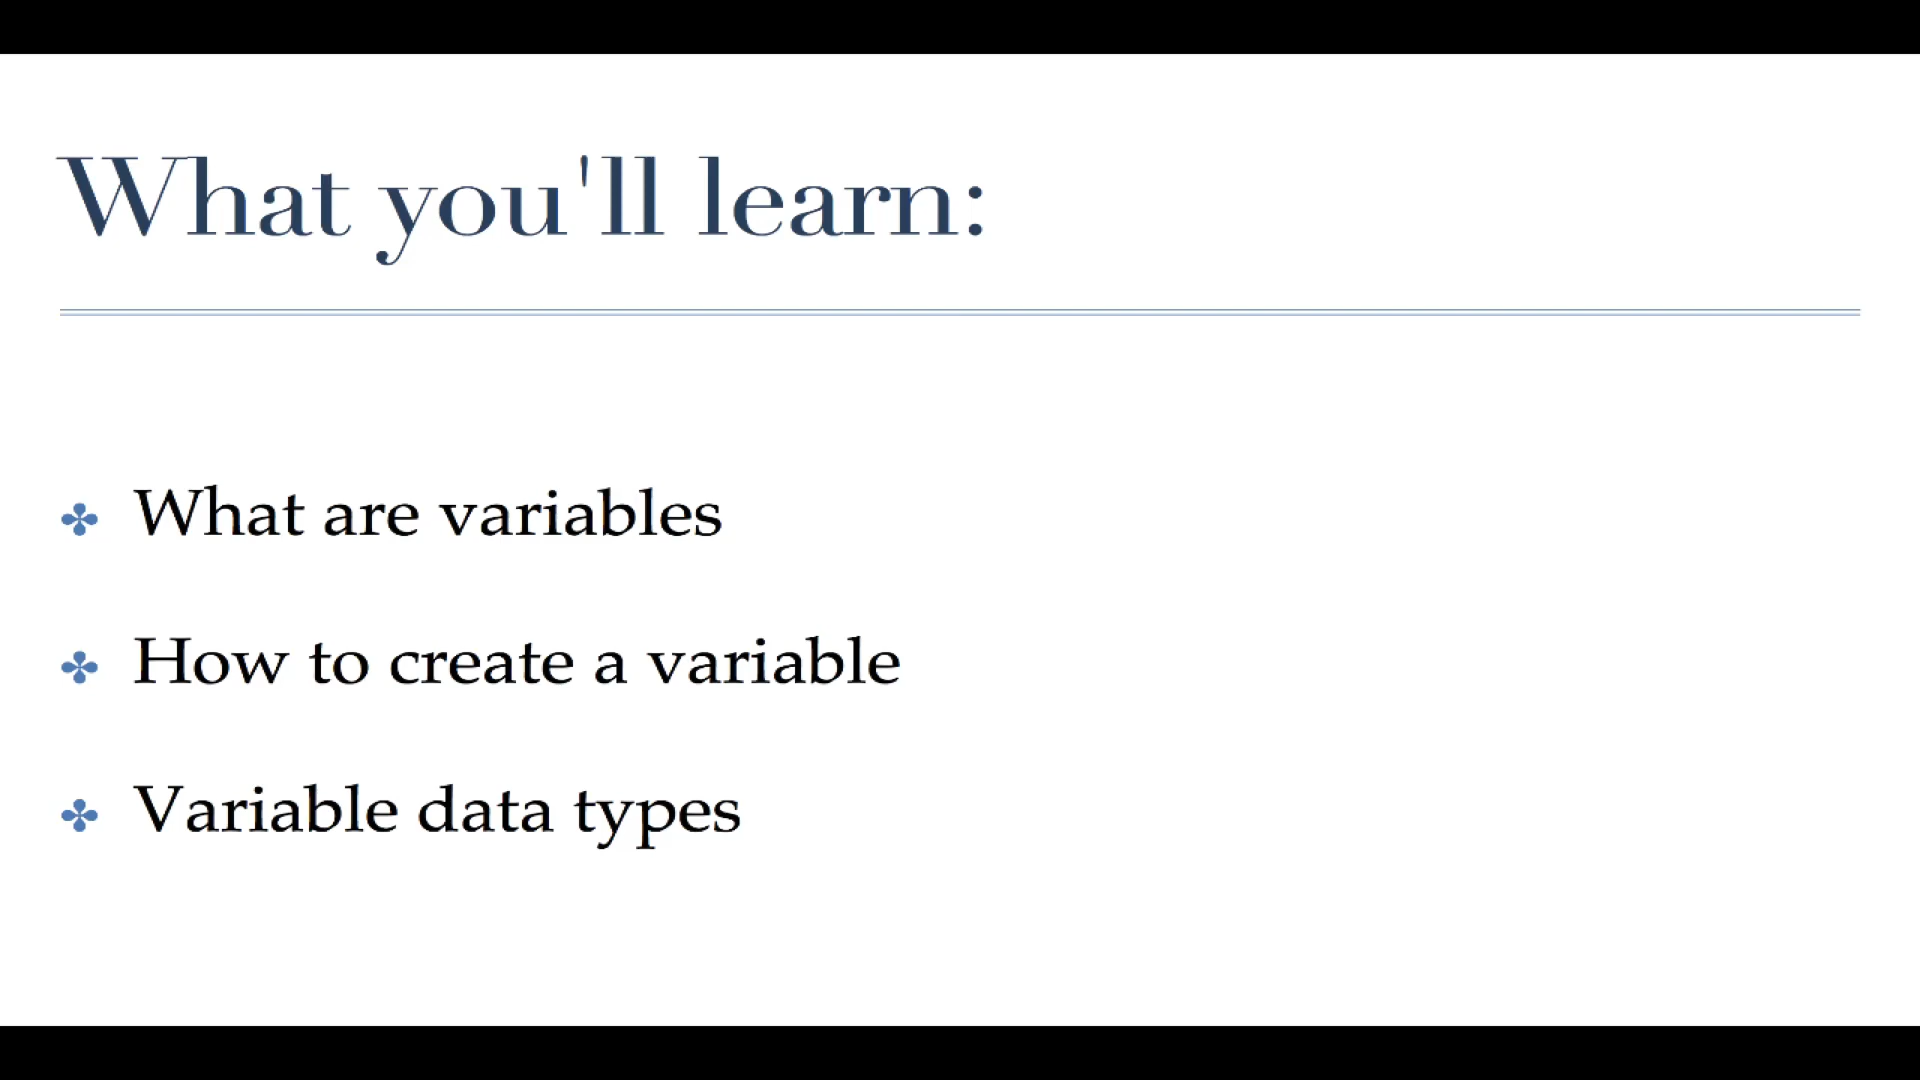 What you'll learn:
What are variables
How to create a variable
Variable data types